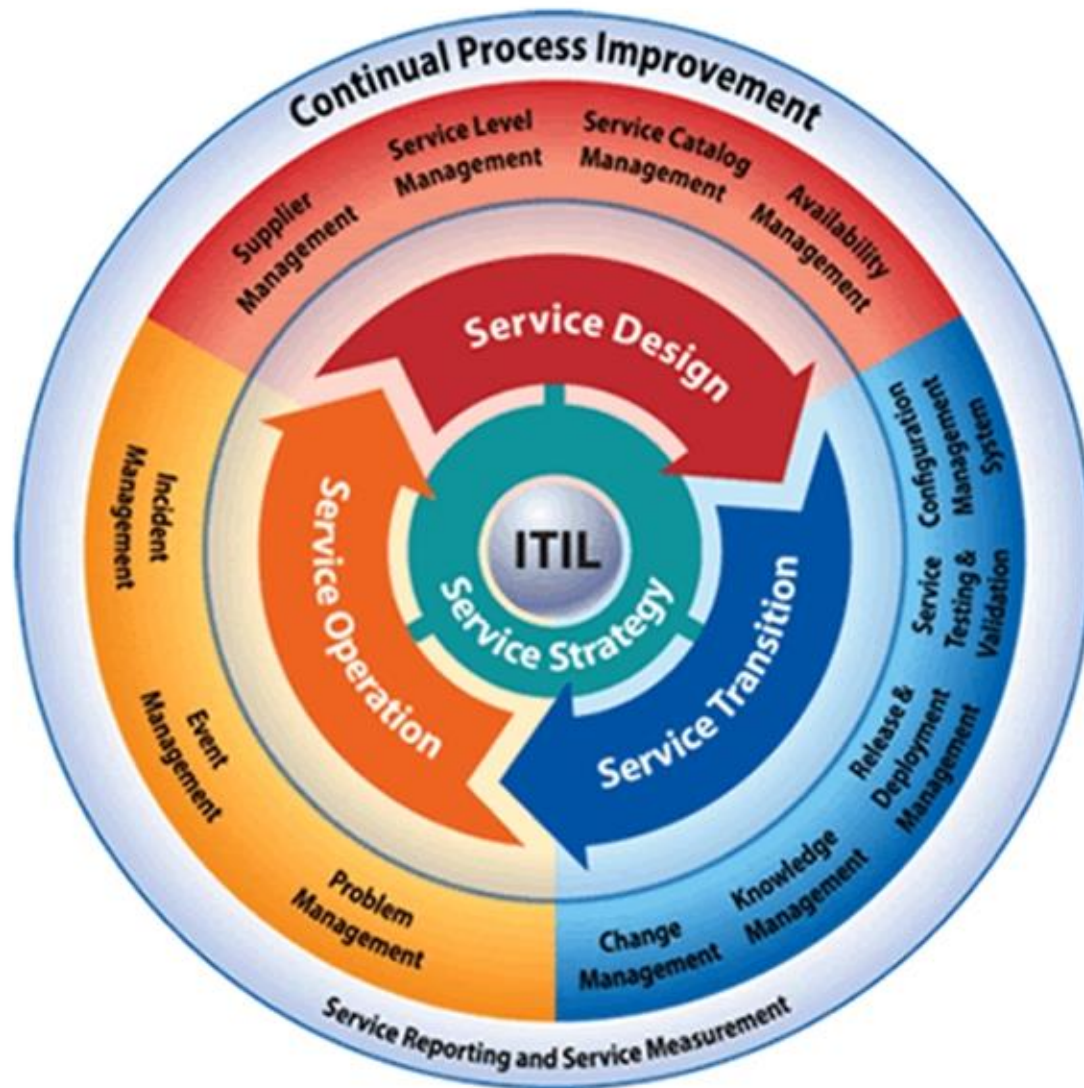 Continual Process Improvement
Supplier
Management
Service Level
Management
Service Catalog
Management
Availability
Management
Service Design
Configuration
Management
System
Service
Testing &
Validation
Release &
Deployment
Management
Knowledge
Management
Change
Management
Service Transition
Incident
Management
Event
Management
Problem
Management
Service Operation
ITIL
Service Strategy
Service Reporting and Service Measurement